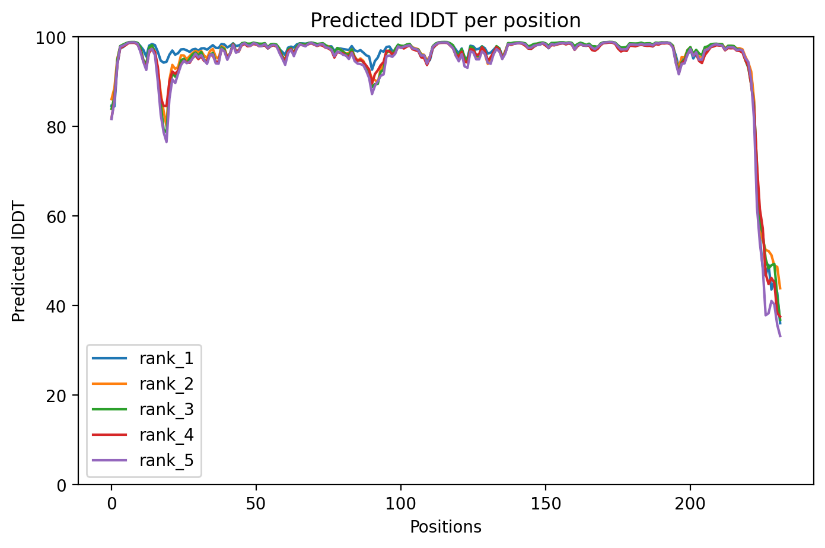 Predicted lDDT per position
Predicted lDDT
100
80
60
40
20
0
rank_1
rank_2
rank_3
rank_4
rank_5
0 50 100 150 200
Positions